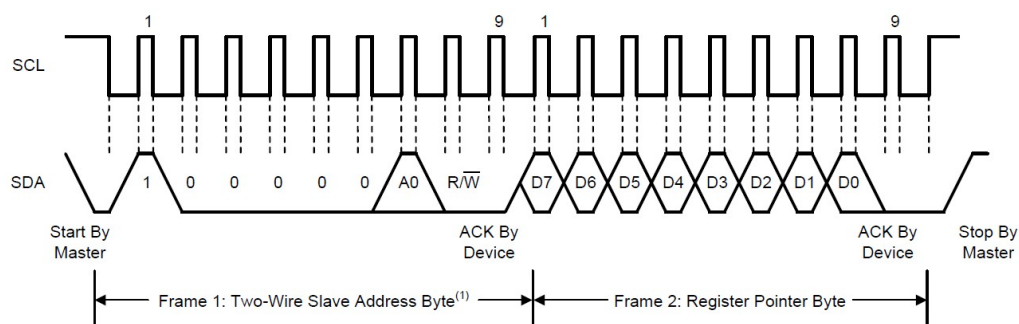 1 9 1 9
SCL
SDA 1 0 0 0 0 0 A0 R/W̅ D7 D6 D5 D4 D3 D2 D1 D0
Start By
Master
ACK By
Device
ACK By
Device
Stop By
Master
Frame 1: Two-Wire Slave Address Byte(1)
Frame 2: Register Pointer Byte